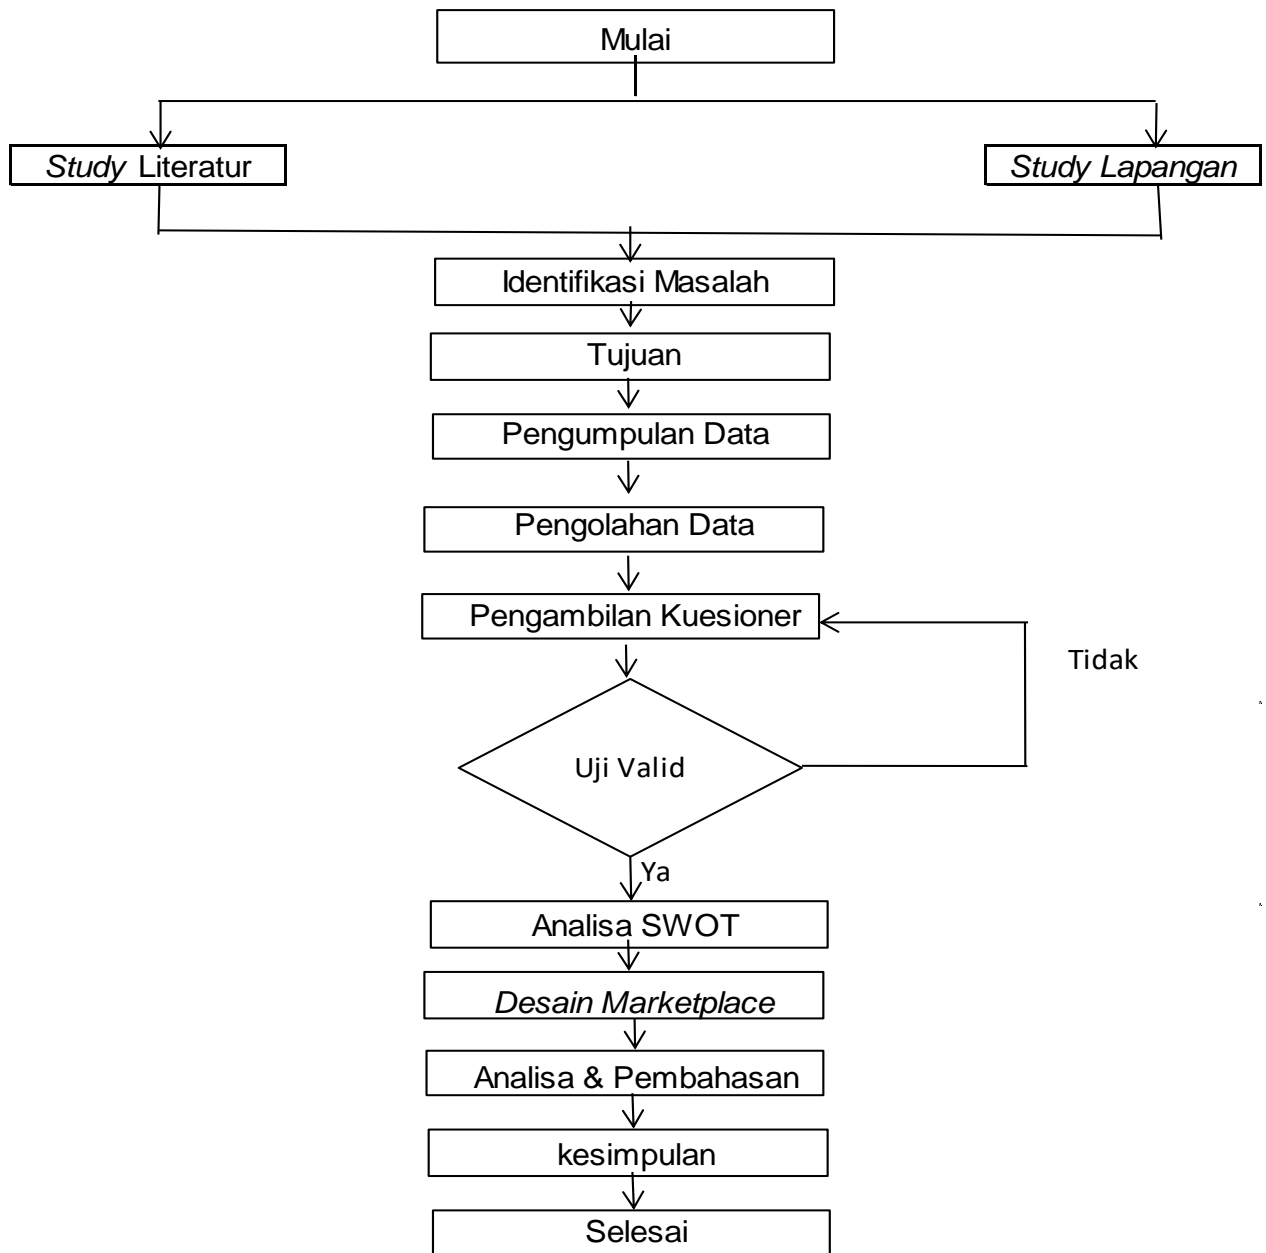 Mulai
Study Literatur
Study Lapangan
Identifikasi Masalah
Tujuan
Pengumpulan Data
Pengolahan Data
Pengambilan Kuesioner
Tidak
Uji Valid
Ya
Analisa SWOT
Desain Marketplace
Analisa & Pembahasan
kesimpulan
Selesai